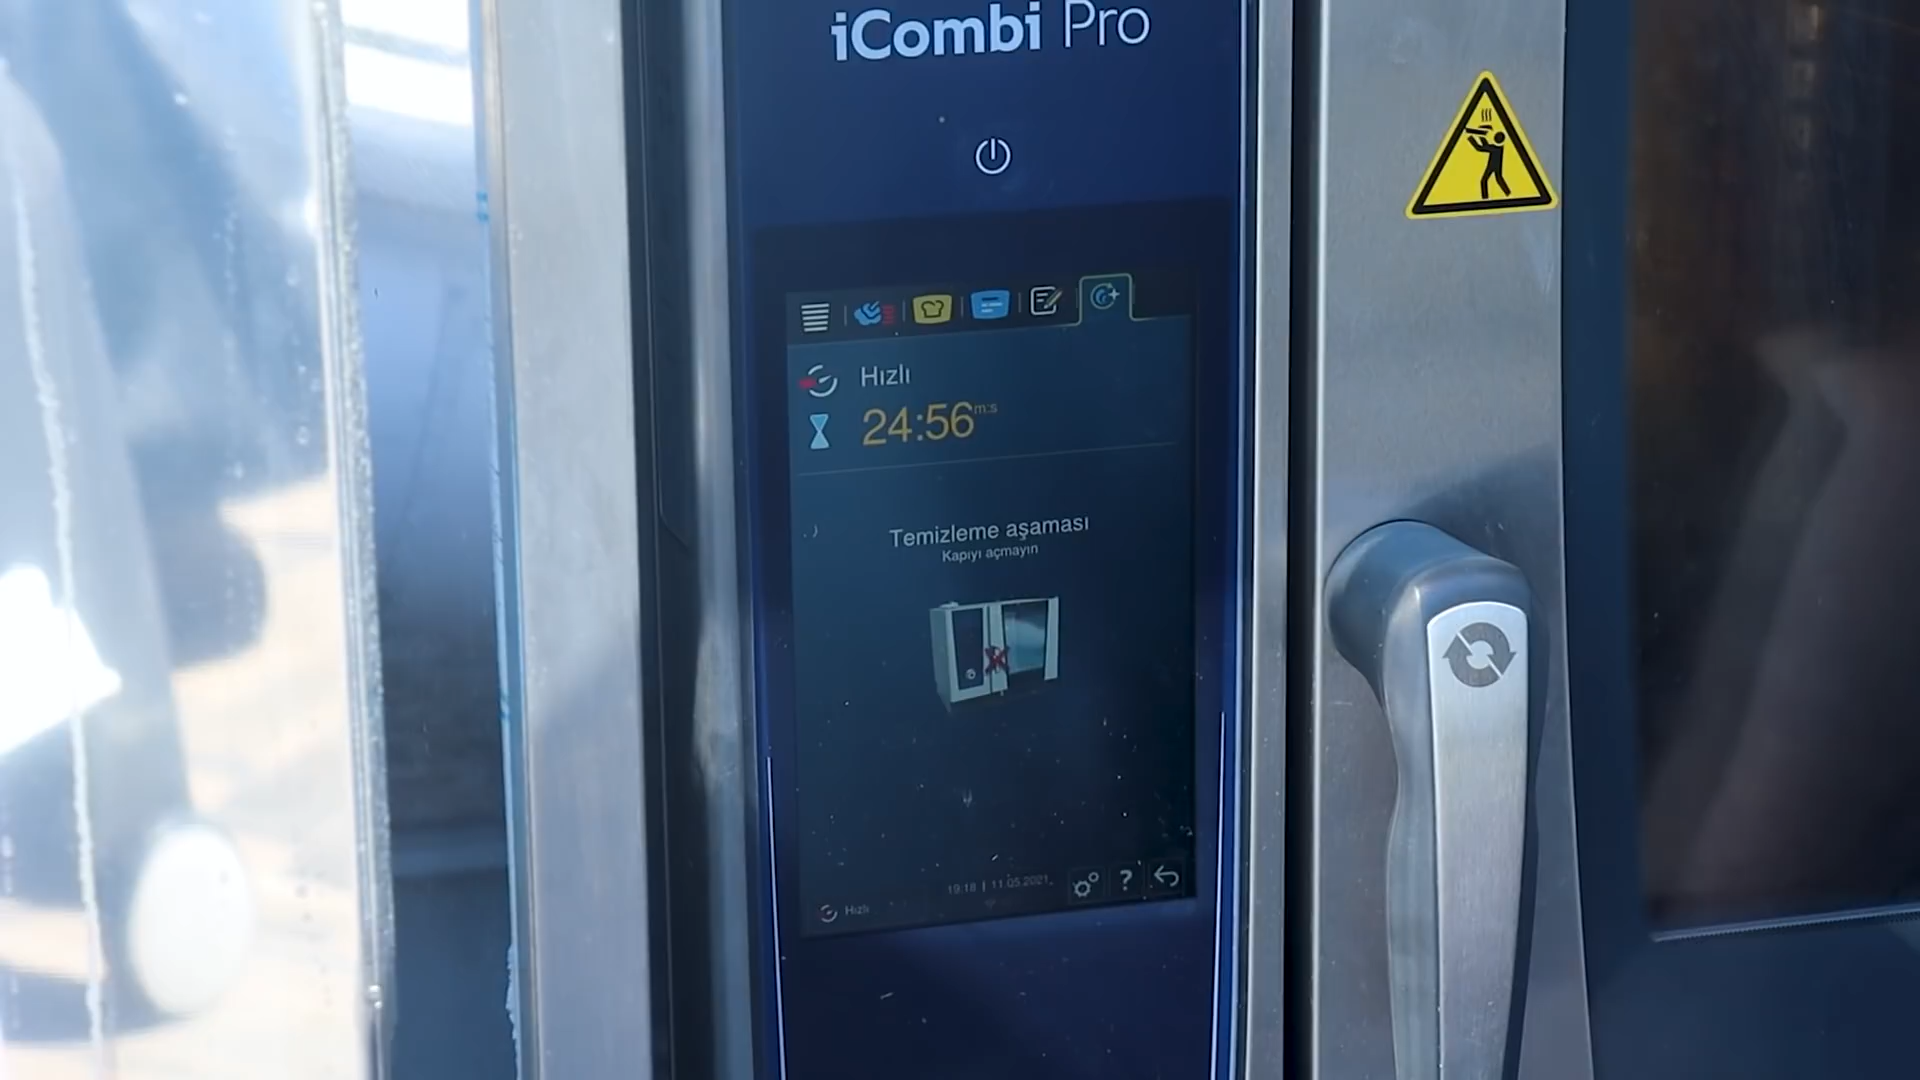 iCombi Pro
Hızlı
24:56 m:s
Temizleme aşaması
Kapıyı açmayın
19:18 | 11.05.2021
?
Hızlı